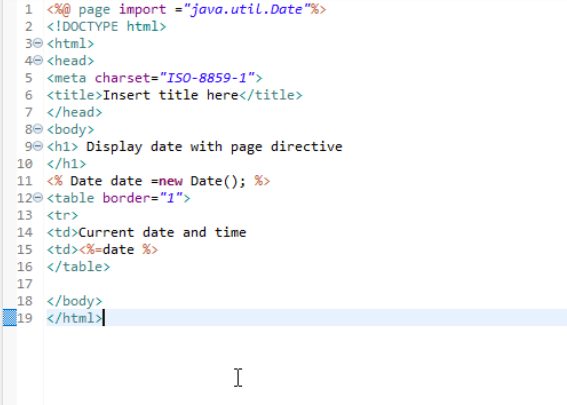 1 <%@ page import ="java.util.Date"%>
2 <!DOCTYPE html>
3 <html>
4 <head>
5 <meta charset="ISO-8859-1">
6 <title>Insert title here</title>
7 </head>
8 <body>
9 <h1> Display date with page directive
10 </h1>
11 <% Date date =new Date(); %>
12 <table border="1">
13 <tr>
14 <td>Current date and time
15 <td><%=date %>
16 </table>
17
18 </body>
19 </html>